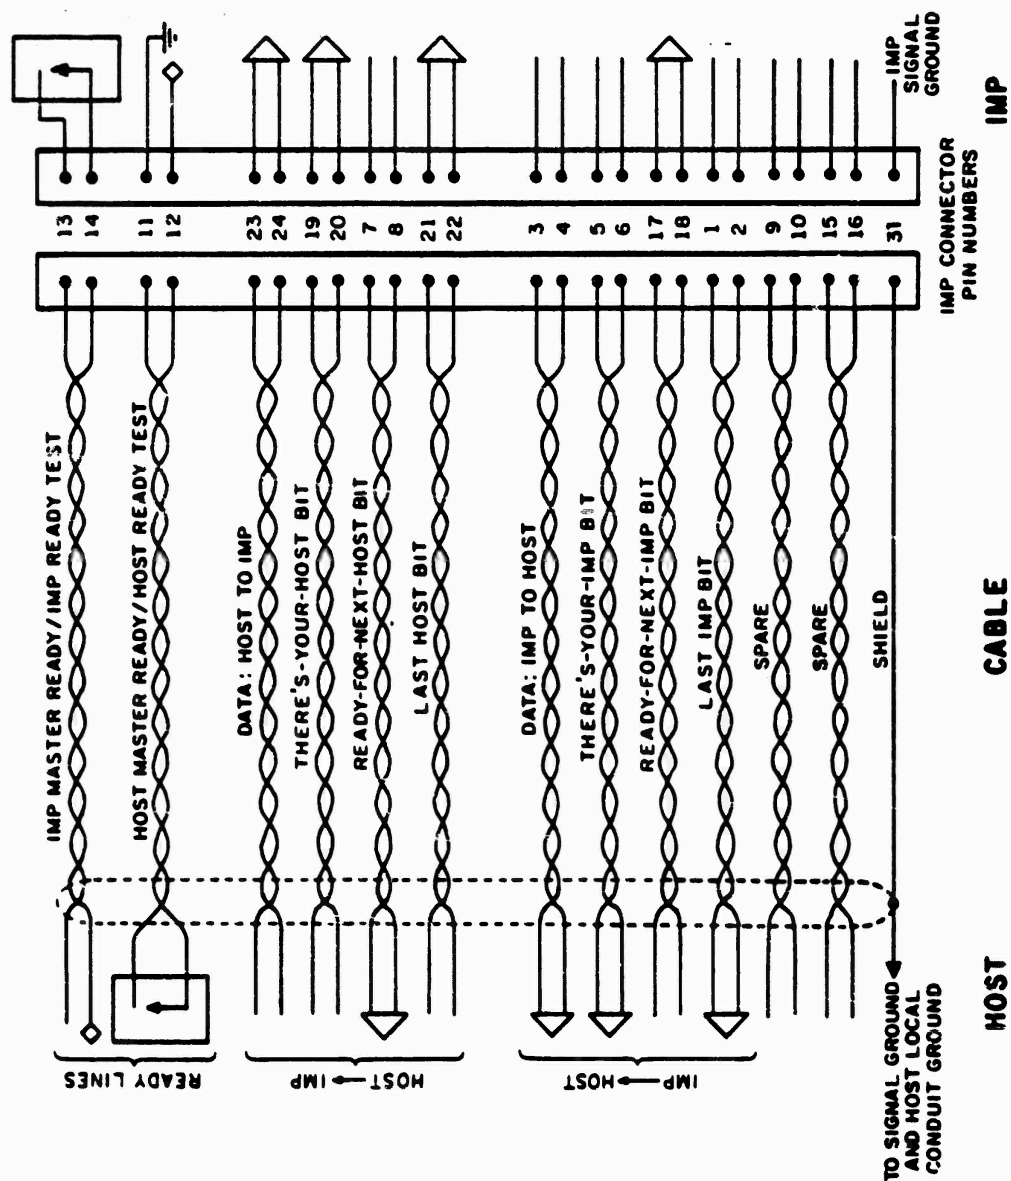 IMP
SIGNAL
GROUND
IMP
13
14
11
12
23
24
19
20
7
8
21
22
3
4
5
6
17
18
1
2
9
10
15
16
31
IMP CONNECTOR
PIN NUMBERS
IMP MASTER READY/IMP READY TEST
HOST MASTER READY/HOST READY TEST
DATA: HOST TO IMP
THERE'S-YOUR-HOST BIT
READY-FOR-NEXT-HOST BIT
LAST HOST BIT
DATA: IMP TO HOST
THERE'S-YOUR-IMP BIT
READY-FOR-NEXT-IMP BIT
LAST IMP BIT
SPARE
SPARE
SHIELD
CABLE
READY LINES
HOST→IMP
IMP→HOST
TO SIGNAL GROUND
AND HOST LOCAL
CONDUIT GROUND
HOST